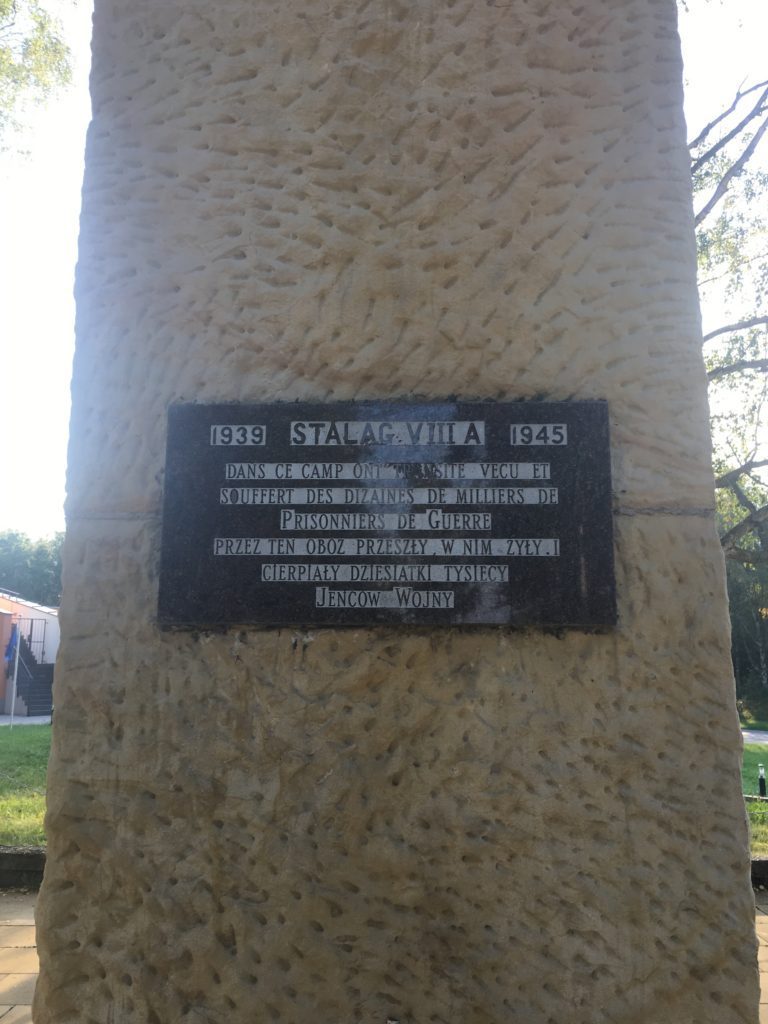 1939 STALAG.VIII A 1945
DANS CE CAMP ONT TRANSITE VECU ET
SOUFFERT DES DIZAINES DE MILLIERS DE
PRISONNIERS DE GUERRE
PRZEZ TEN OBOZ PRZESZŁY, W NIM ZYŁY. I
CIERPIAŁY DZIESIATKI TYSIECY
JENCOW WOJNY